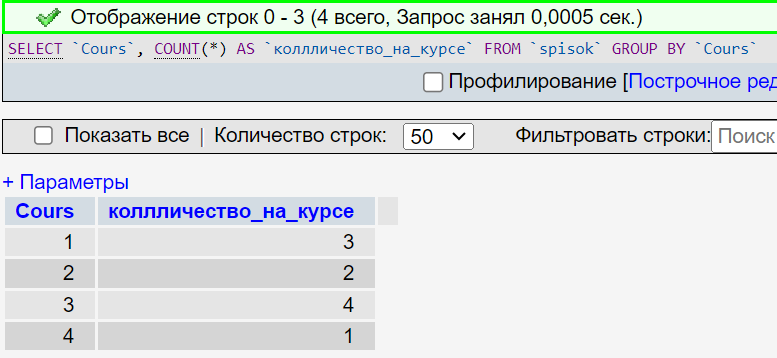 Отображение строк 0 - 3 (4 всего, Запрос занял 0,0005 сек.)
SELECT `Cours`, COUNT(*) AS `коллличество_на_курсе` FROM `spisok` GROUP BY `Cours`
Профилирование [Построчное ред
Показать все | Количество строк: 50 Фильтровать строки: Поиск
+ Параметры
Cours коллличество_на_курсе
1 3
2 2
3 4
4 1